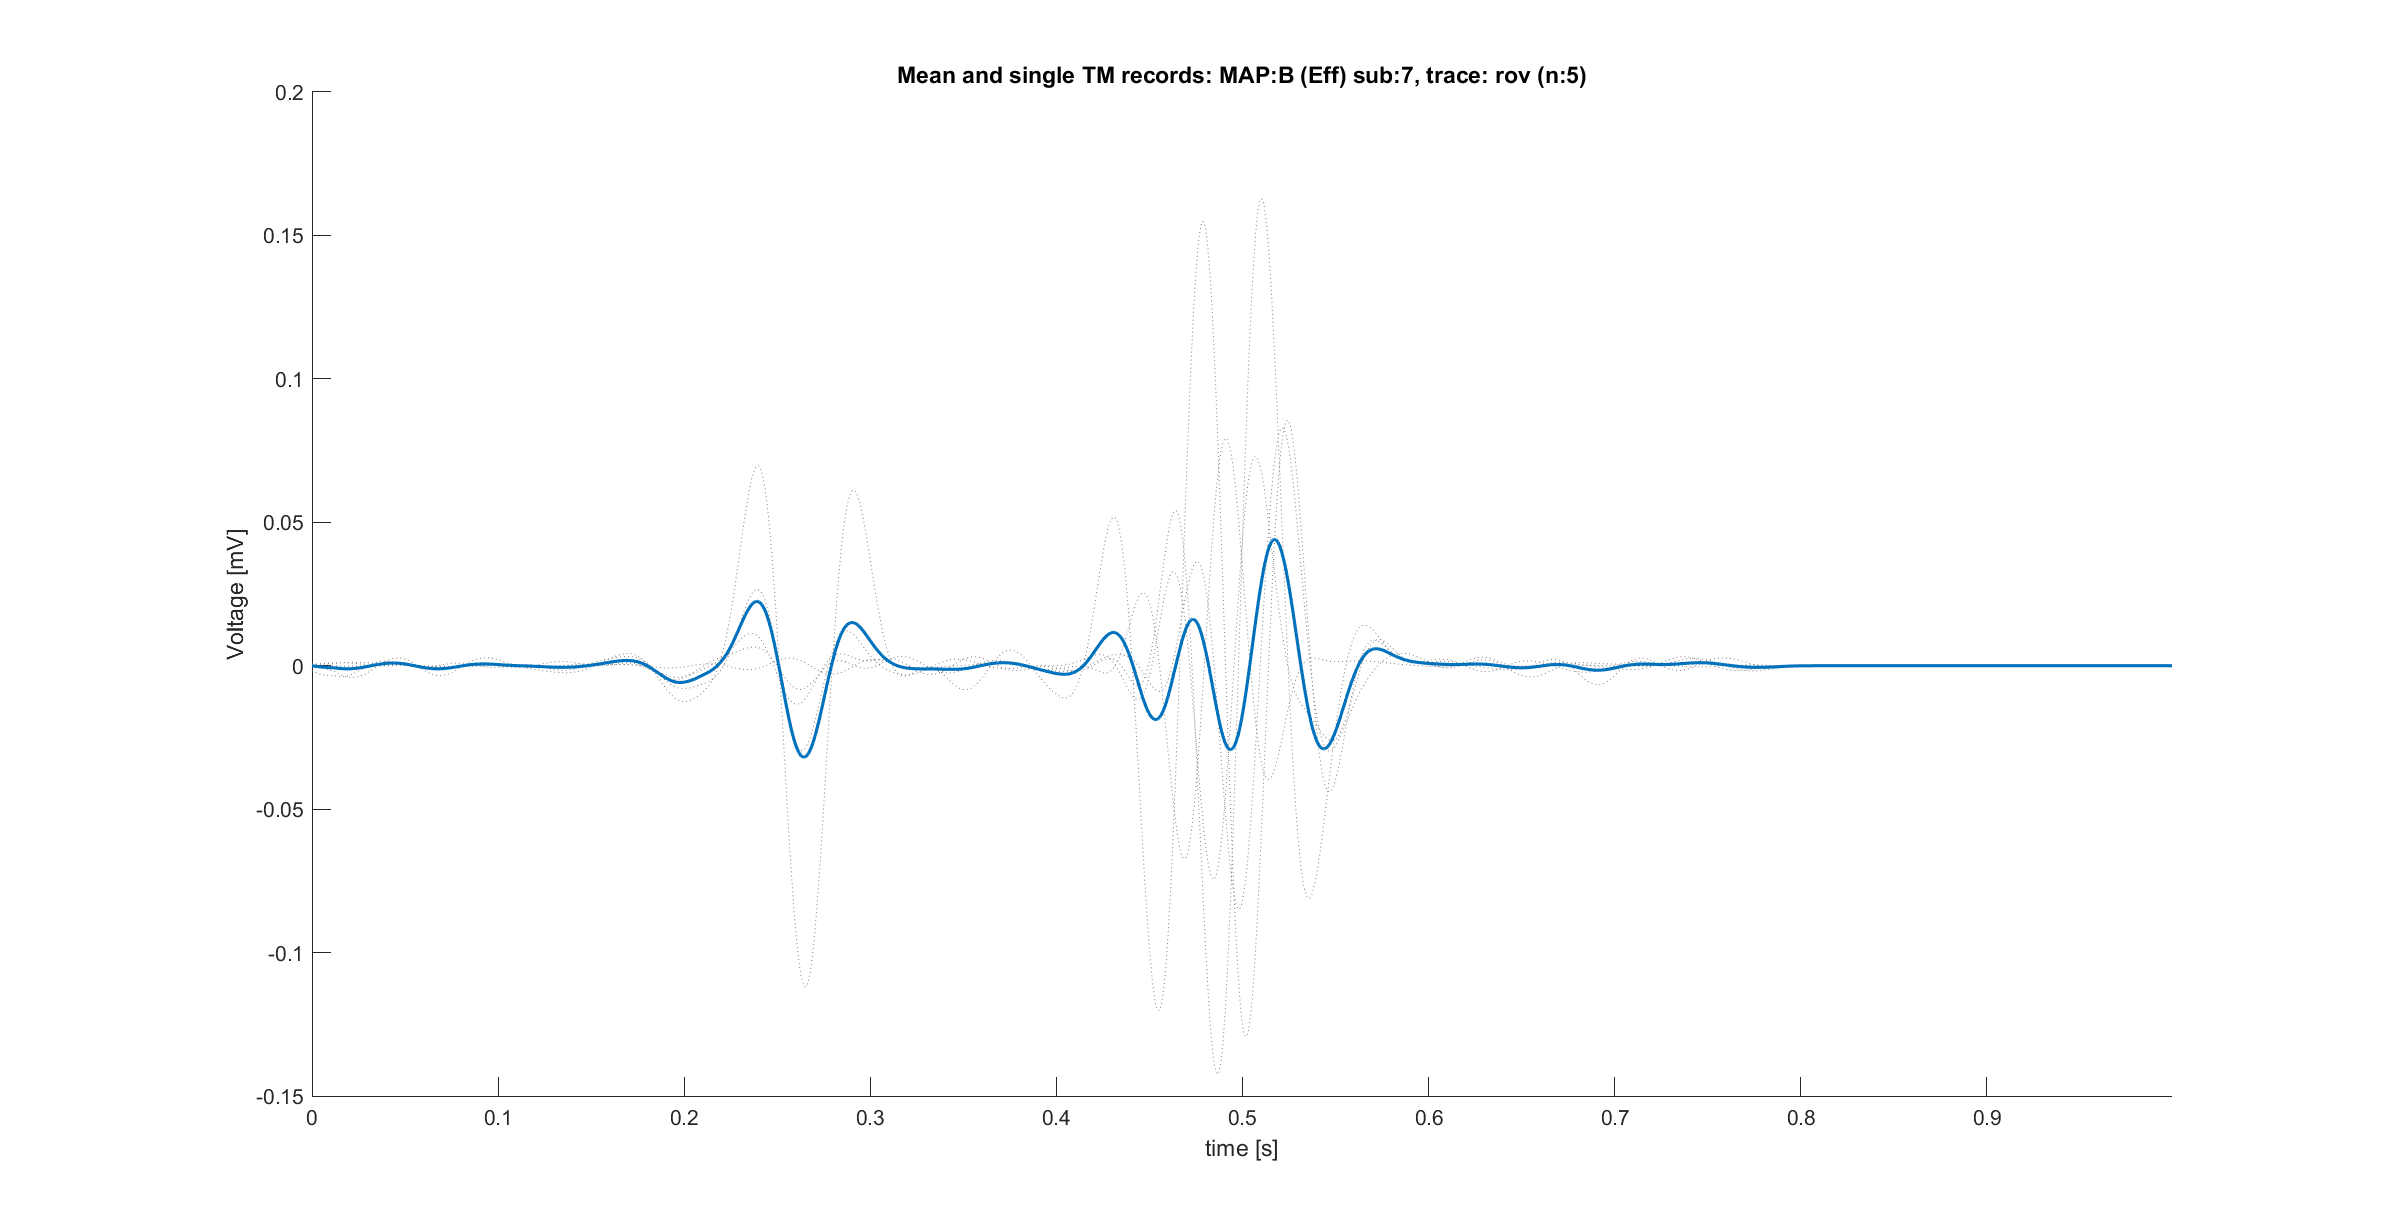 Mean and single TM records: MAP:B (Eff) sub:7, trace: rov (n:5)
0.2
0.15
0.1
0.05
0
-0.05
-0.1
-0.15
Voltage [mV]
0 0.1 0.2 0.3 0.4 0.5 0.6 0.7 0.8 0.9
time [s]